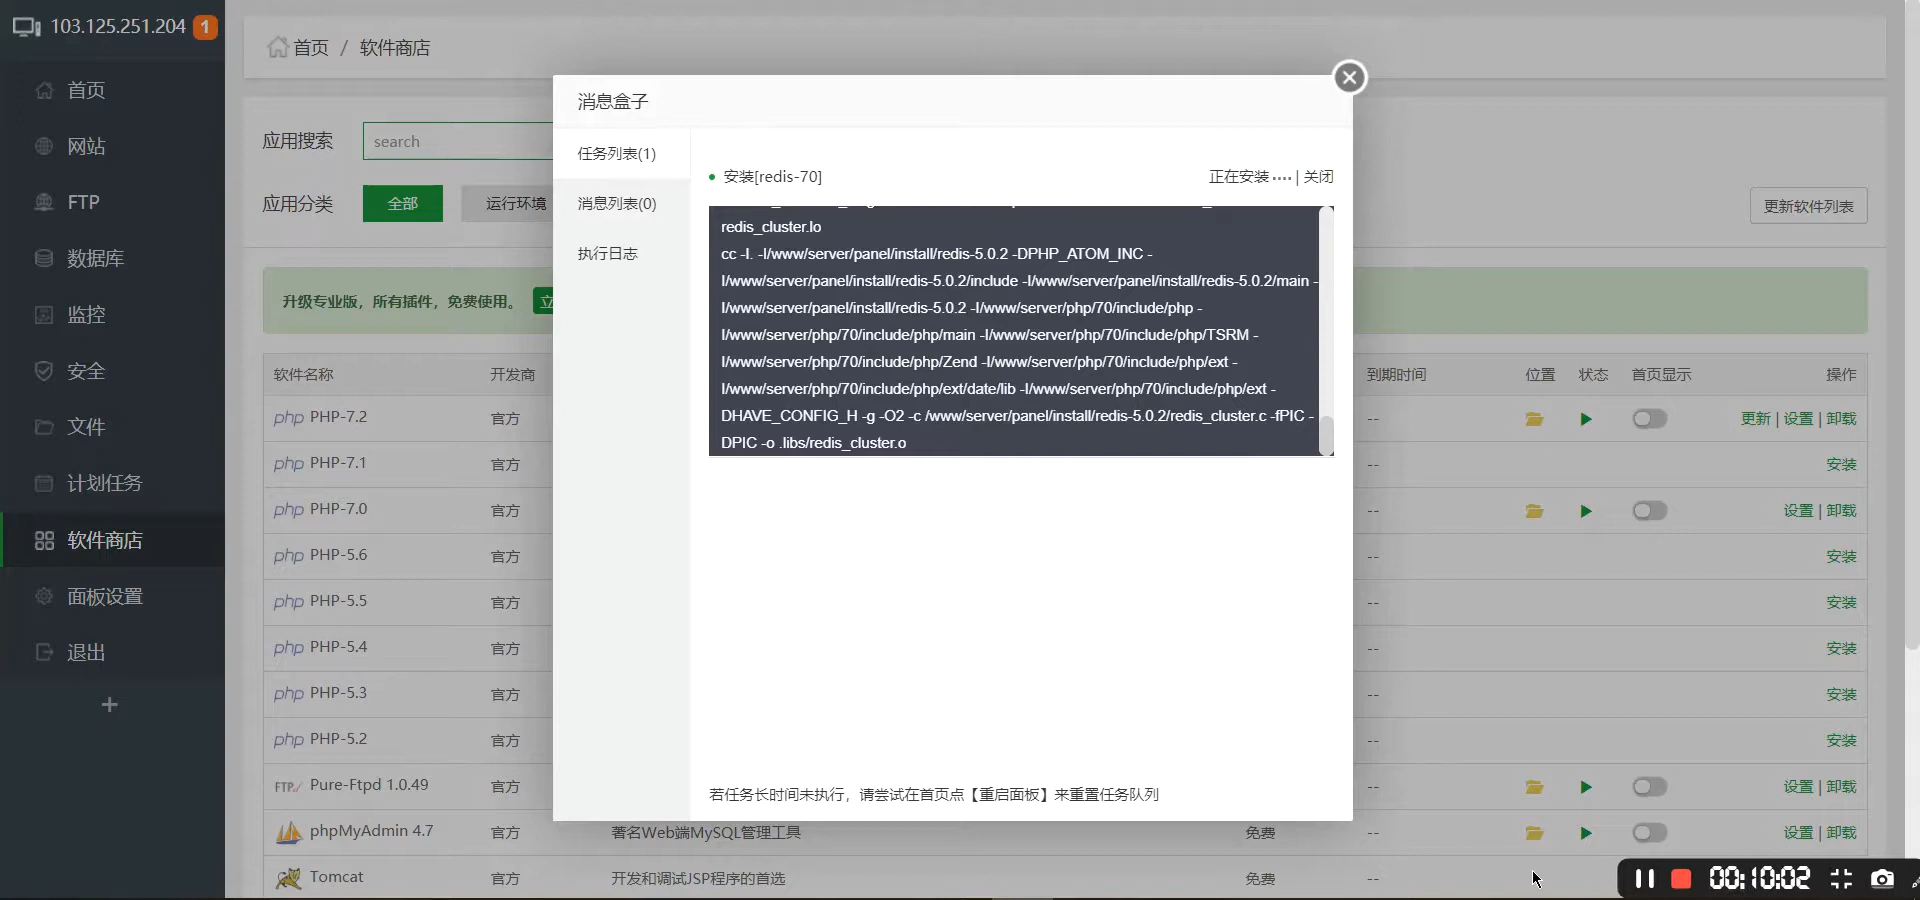 103.125.251.204 1
首页
网站
FTP
数据库
监控
安全
文件
计划任务
软件商店
面板设置
退出
首页 / 软件商店
应用搜索 search
应用分类 全部 运行环境
更新软件列表
升级专业版，所有插件，免费使用。 立
软件名称 开发商 到期时间 位置 状态 首页显示 操作
php PHP-7.2 官方 -- 更新 | 设置 | 卸载
php PHP-7.1 官方 -- 安装
php PHP-7.0 官方 -- 设置 | 卸载
php PHP-5.6 官方 -- 安装
php PHP-5.5 官方 -- 安装
php PHP-5.4 官方 -- 安装
php PHP-5.3 官方 -- 安装
php PHP-5.2 官方 -- 安装
FTP Pure-Ftpd 1.0.49 官方 -- 设置 | 卸载
phpMyAdmin 4.7 官方 著名Web端MySQL管理工具 免费 -- 设置 | 卸载
Tomcat 官方 开发和调试JSP程序的首选 免费 --
消息盒子
任务列表(1)
消息列表(0)
执行日志
安装[redis-70] 正在安装···· | 关闭
redis_cluster.lo
cc -I. -I/www/server/panel/install/redis-5.0.2 -DPHP_ATOM_INC -
I/www/server/panel/install/redis-5.0.2/include -I/www/server/panel/install/redis-5.0.2/main -
I/www/server/panel/install/redis-5.0.2 -I/www/server/php/70/include/php -
I/www/server/php/70/include/php/main -I/www/server/php/70/include/php/TSRM -
I/www/server/php/70/include/php/Zend -I/www/server/php/70/include/php/ext -
I/www/server/php/70/include/php/ext/date/lib -I/www/server/php/70/include/php/ext -
DHAVE_CONFIG_H -g -O2 -c /www/server/panel/install/redis-5.0.2/redis_cluster.c -fPIC -
DPIC -o .libs/redis_cluster.o
若任务长时间未执行，请尝试在首页点【重启面板】来重置任务队列
00:10:02